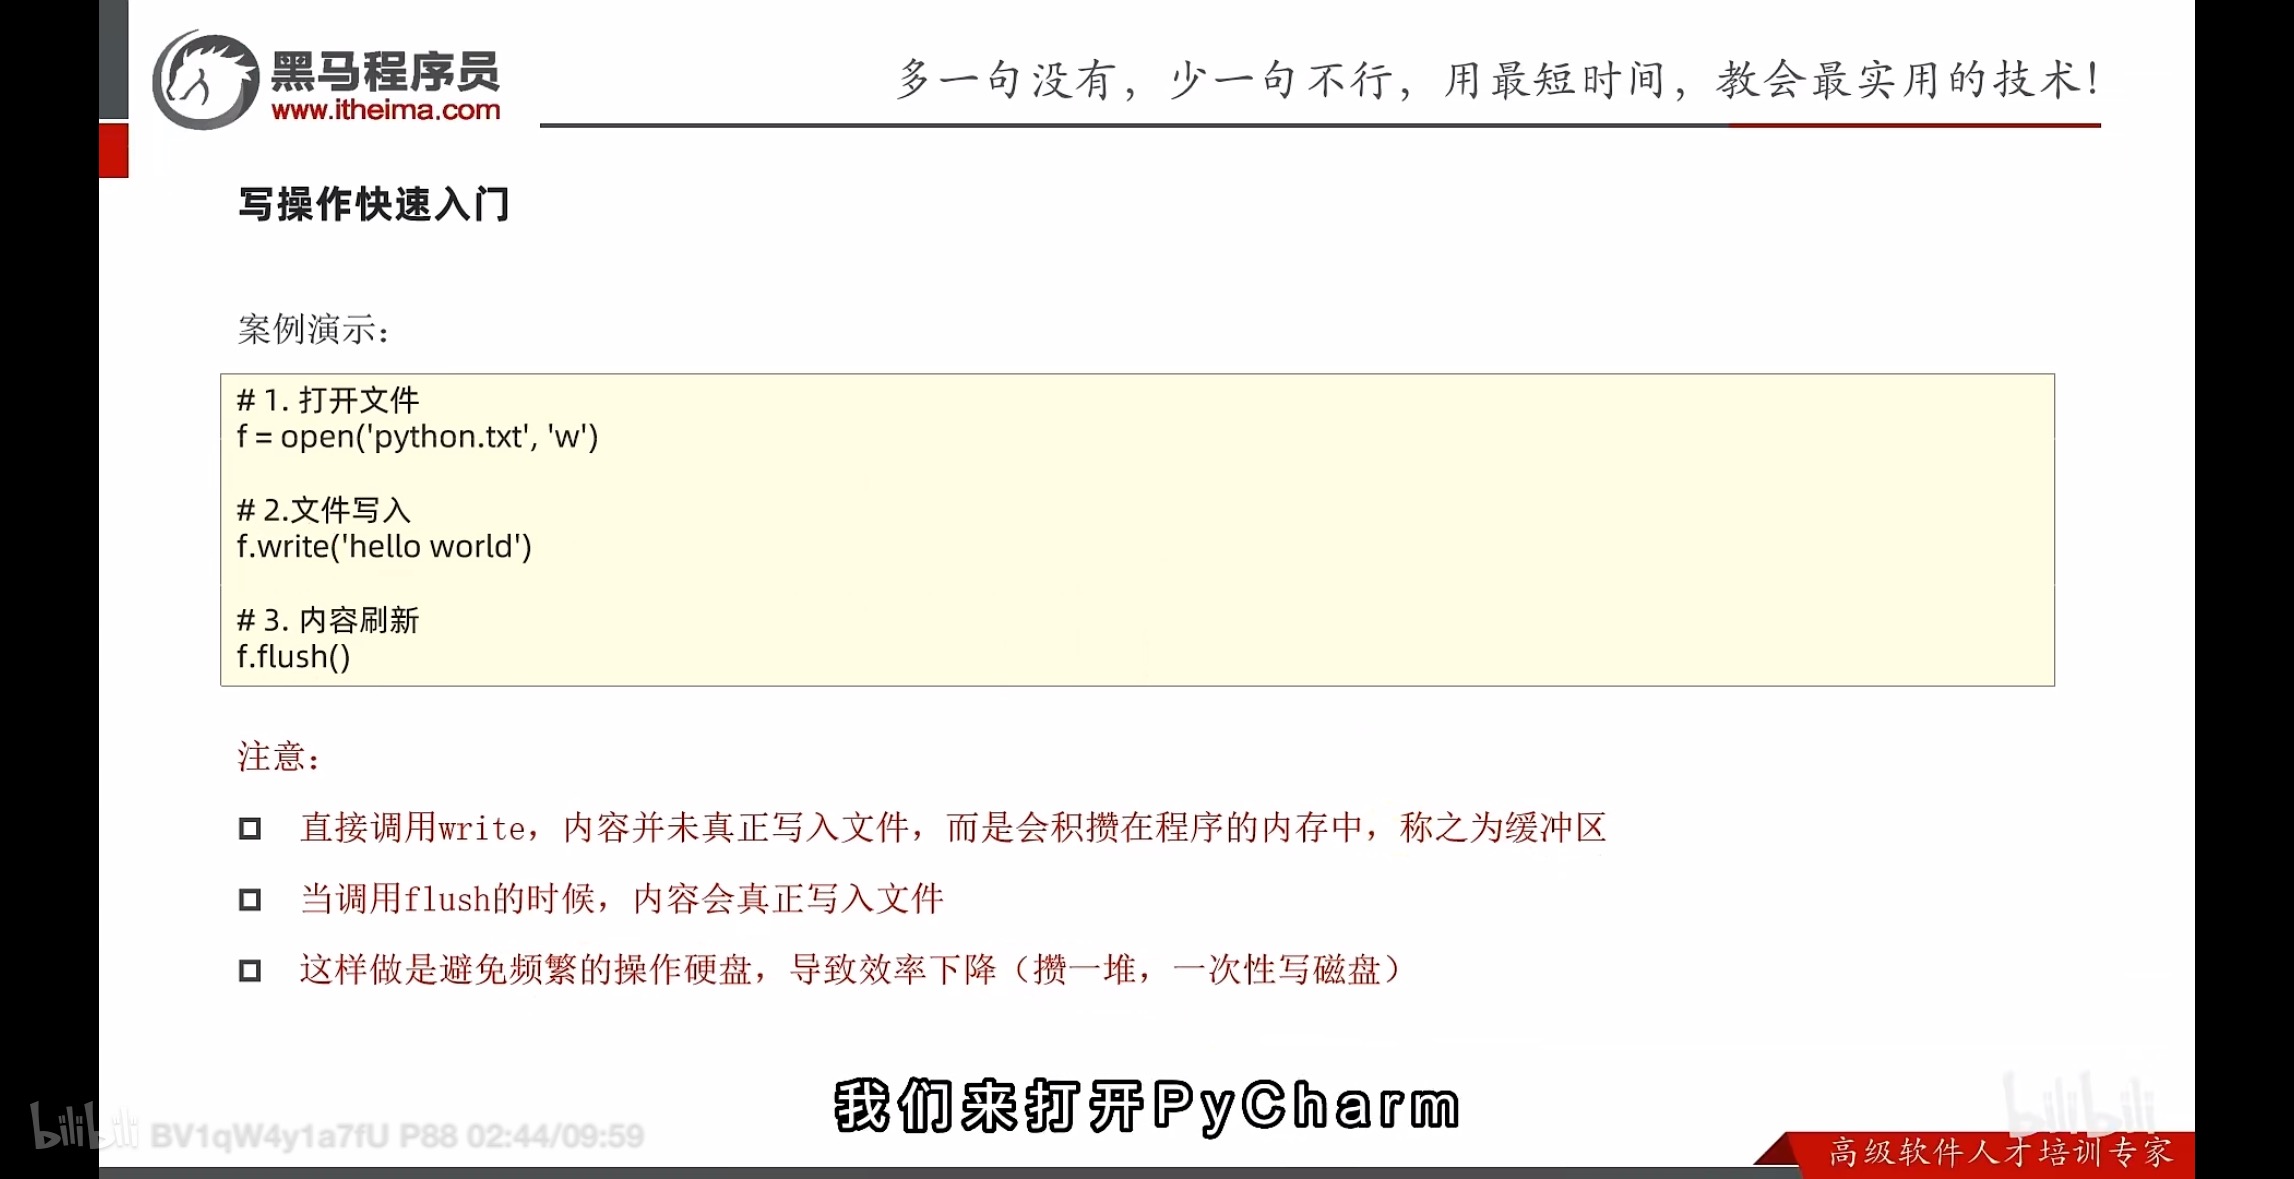 黑马程序员
www.itheima.com
多一句没有，少一句不行，用最短时间，教会最实用的技术！
写操作快速入门
案例演示：
# 1. 打开文件
f = open('python.txt', 'w')
# 2.文件写入
f.write('hello world')
# 3. 内容刷新
f.flush()
注意：
直接调用write，内容并未真正写入文件，而是会积攒在程序的内存中，称之为缓冲区
当调用flush的时候，内容会真正写入文件
这样做是避免频繁的操作硬盘，导致效率下降（攒一堆，一次性写磁盘）
我们来打开PyCharm
bilibili BV1qW4y1a7fU P88 02:44/09:59
bilibili
高级软件人才培训专家